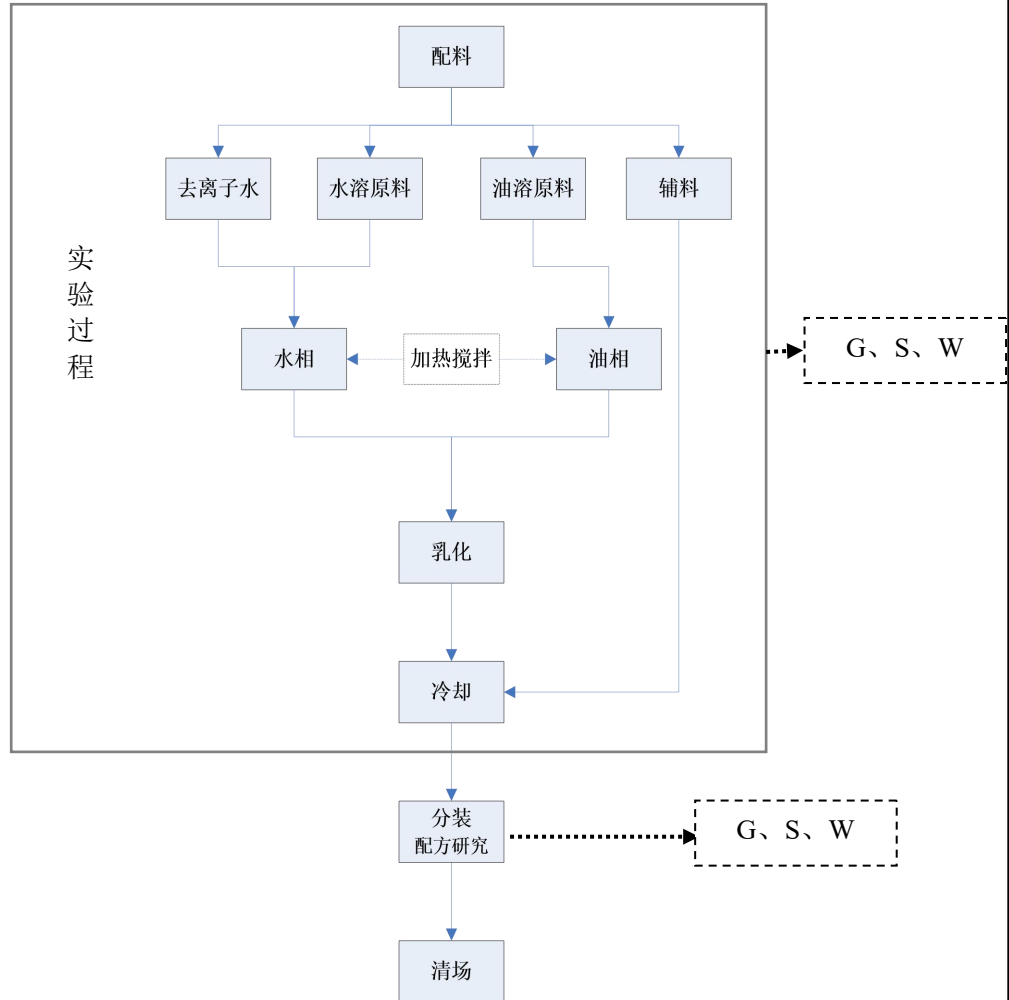 配料
去离子水
水溶原料
油溶原料
辅料
实
验
过
程
水相
加热搅拌
油相
G、S、W
乳化
冷却
分装
配方研究
G、S、W
清场